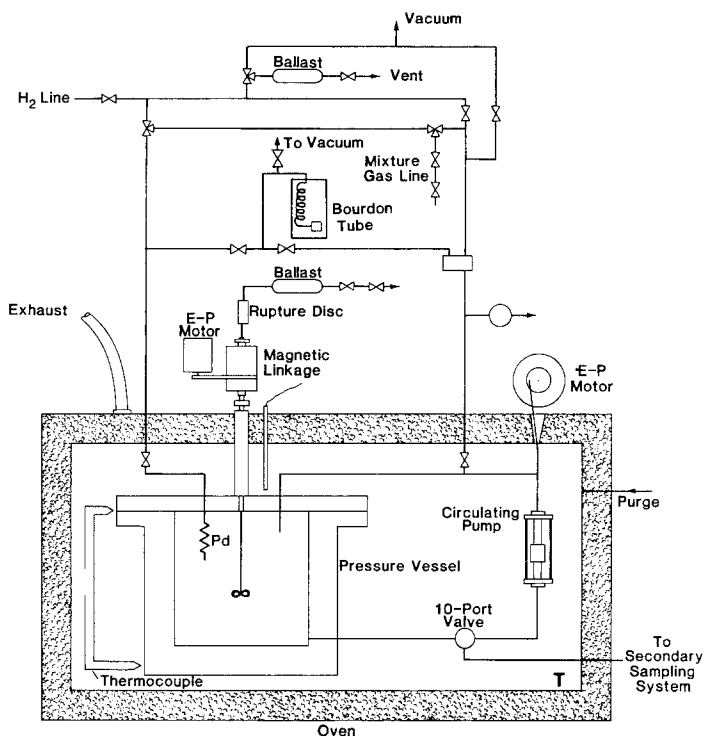 Vacuum
Ballast
Vent
H2 Line
To Vacuum
Mixture
Gas Line
Bourdon
Tube
Ballast
Exhaust
E-P
Motor
Rupture Disc
Magnetic
Linkage
E-P
Motor
Purge
Circulating
Pump
Pd
Pressure Vessel
10-Port
Valve
To
Secondary
Sampling
System
Thermocouple
T
Oven